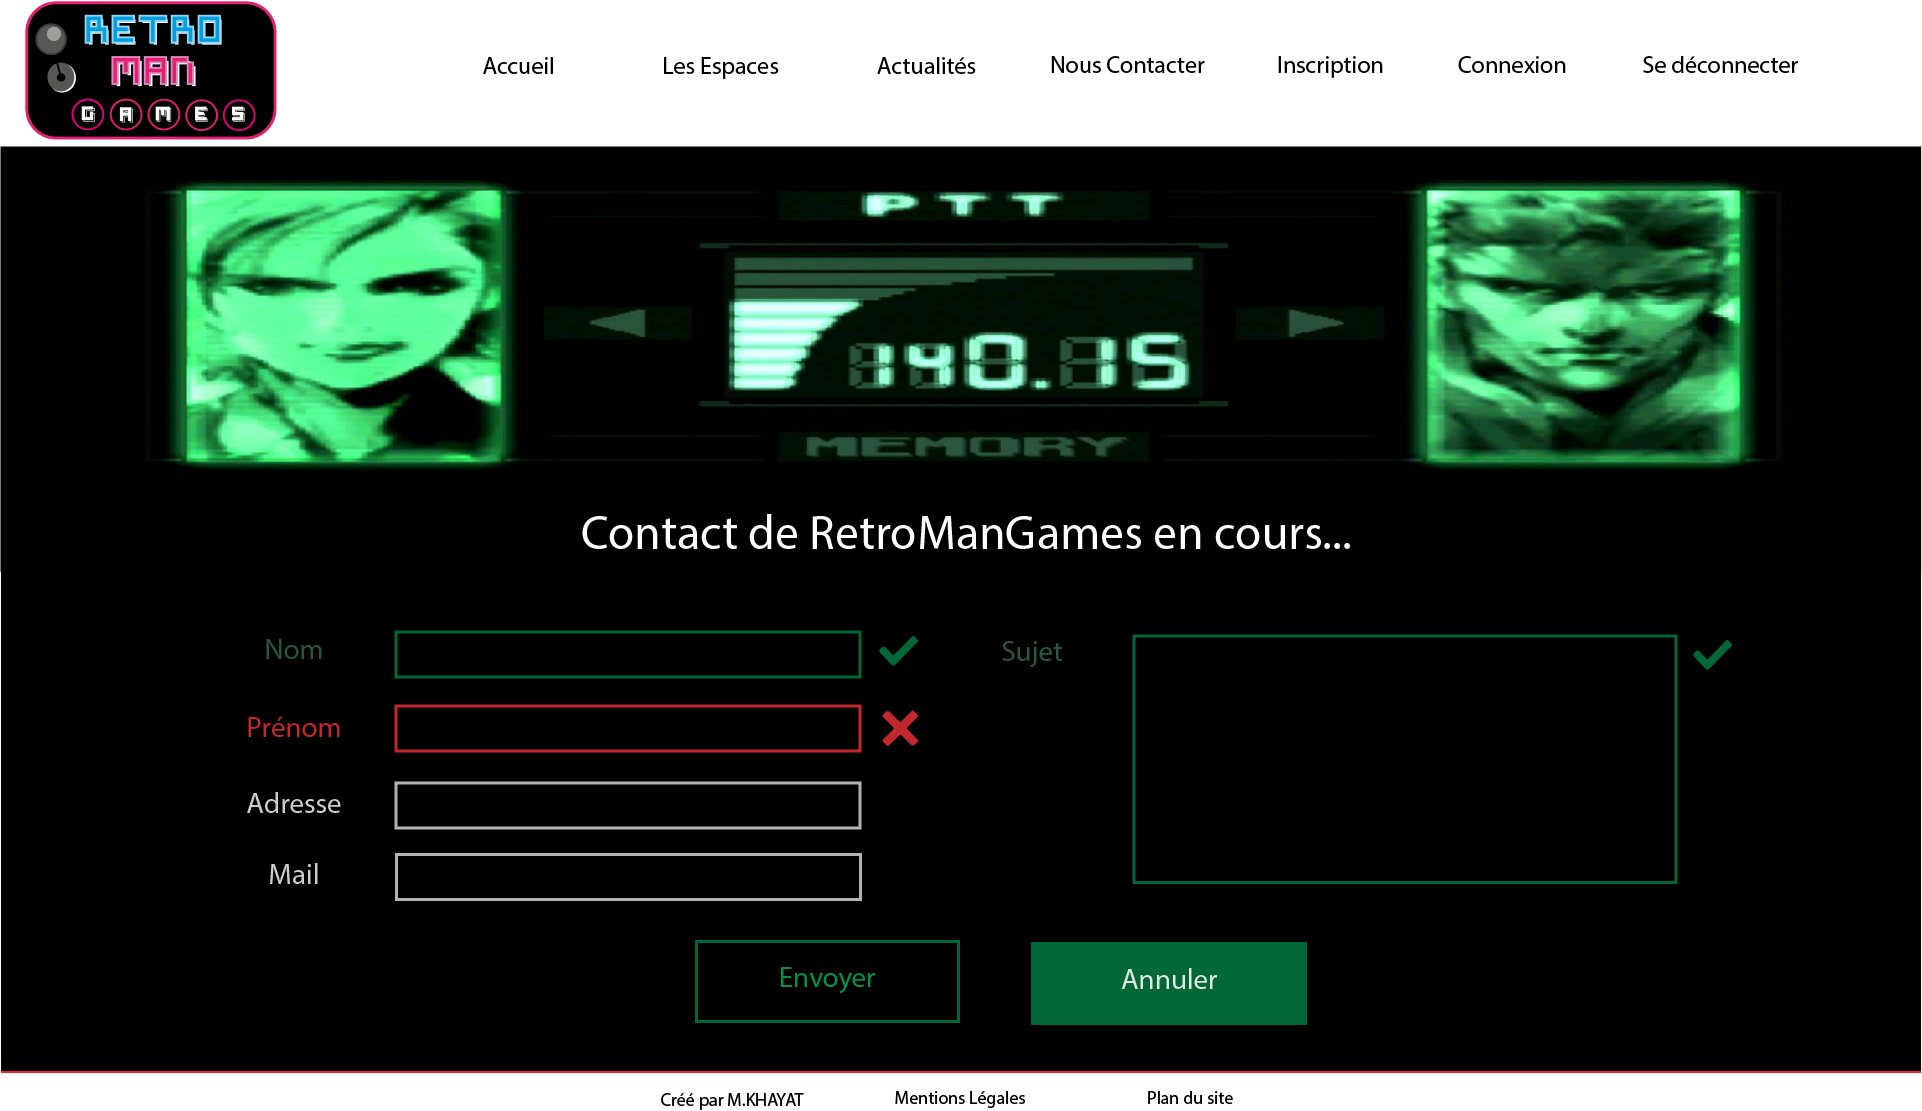 RETRO
MAN
GAMES
Accueil
Les Espaces
Actualités
Nous Contacter
Inscription
Connexion
Se déconnecter
PTT
140.15
MEMORY
Contact de RetroManGames en cours...
Nom
Sujet
Prénom
Adresse
Mail
Envoyer
Annuler
Créé par M.KHAYAT
Mentions Légales
Plan du site